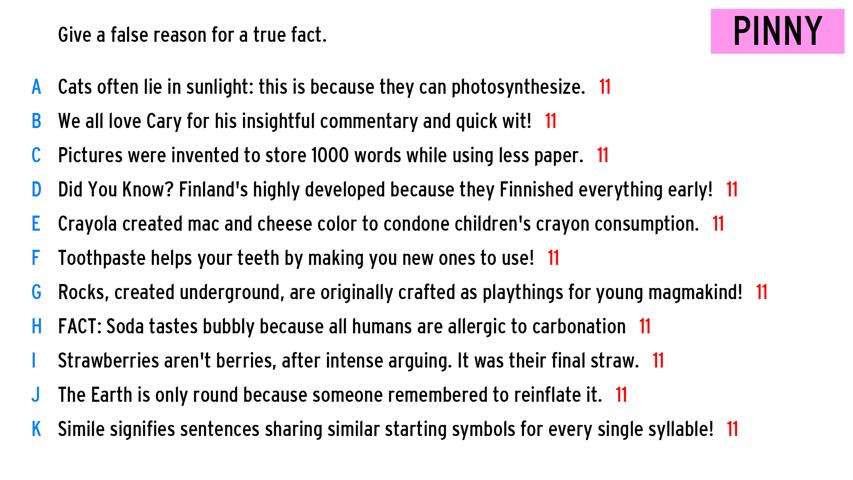 Give a false reason for a true fact.
PINNY
A Cats often lie in sunlight: this is because they can photosynthesize. 11
B We all love Cary for his insightful commentary and quick wit! 11
C Pictures were invented to store 1000 words while using less paper. 11
D Did You Know? Finland's highly developed because they Finnished everything early! 11
E Crayola created mac and cheese color to condone children's crayon consumption. 11
F Toothpaste helps your teeth by making you new ones to use! 11
G Rocks, created underground, are originally crafted as playthings for young magmakind! 11
H FACT: Soda tastes bubbly because all humans are allergic to carbonation 11
I Strawberries aren't berries, after intense arguing. It was their final straw. 11
J The Earth is only round because someone remembered to reinflate it. 11
K Simile signifies sentences sharing similar starting symbols for every single syllable! 11